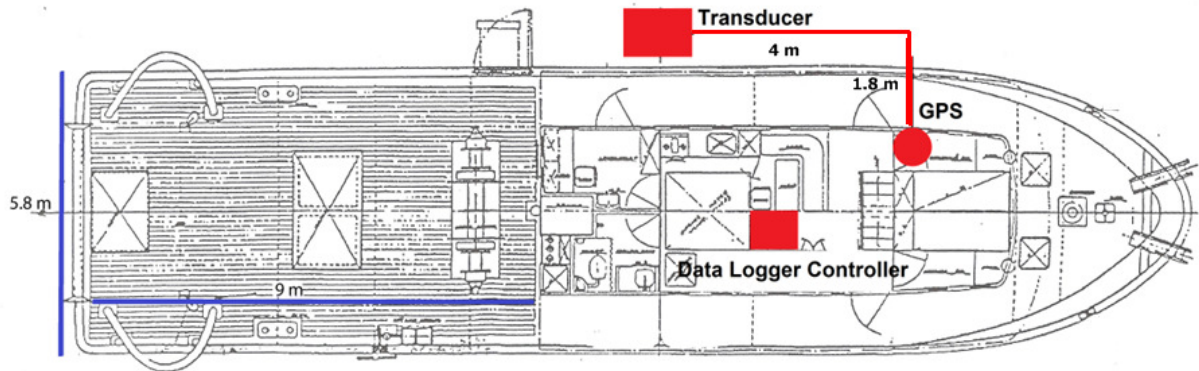 Transducer
4 m
1.8 m
GPS
5.8 m
Data Logger Controller
9 m